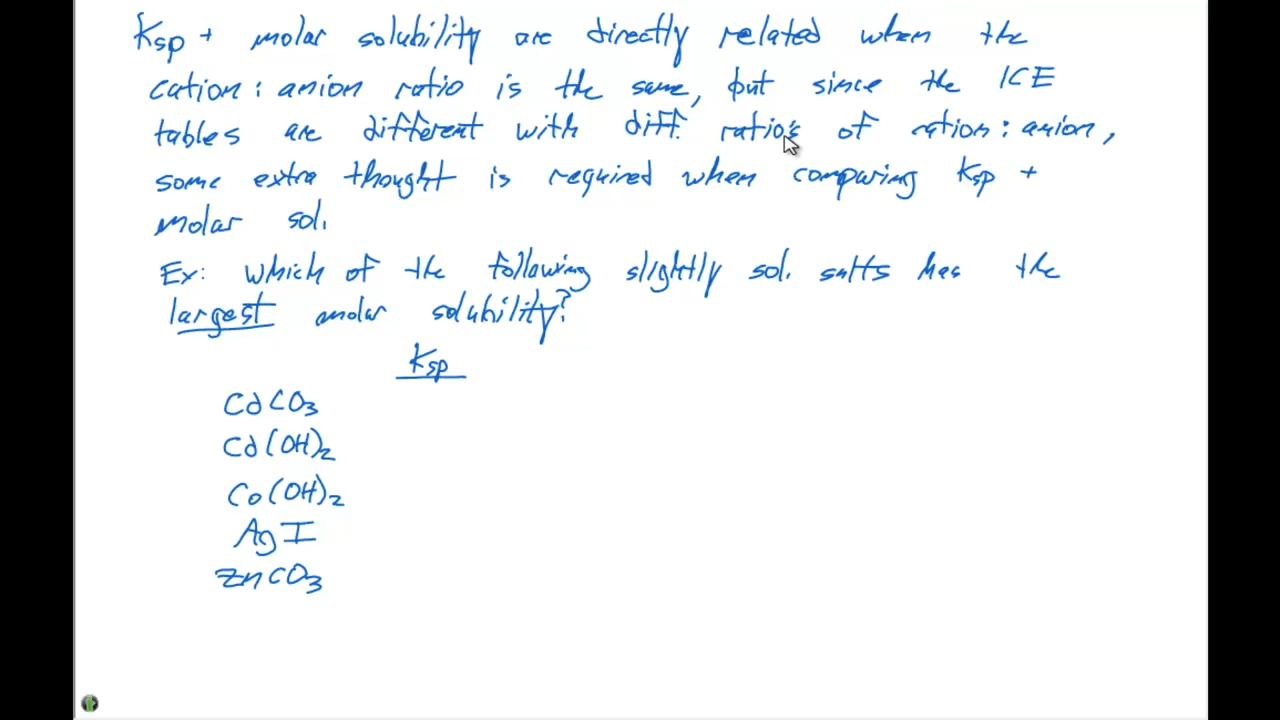 Ksp + molar solubility are directly related when the
cation : anion ratio is the same, but since the ICE
tables are different with diff. ratio's of cation : anion,
some extra thought is required when comparing Ksp +
molar sol.
Ex: which of the following slightly sol. salts has the
largest molar solubility?
Ksp
CdCO3
Cd(OH)2
Co(OH)2
AgI
ZnCO3